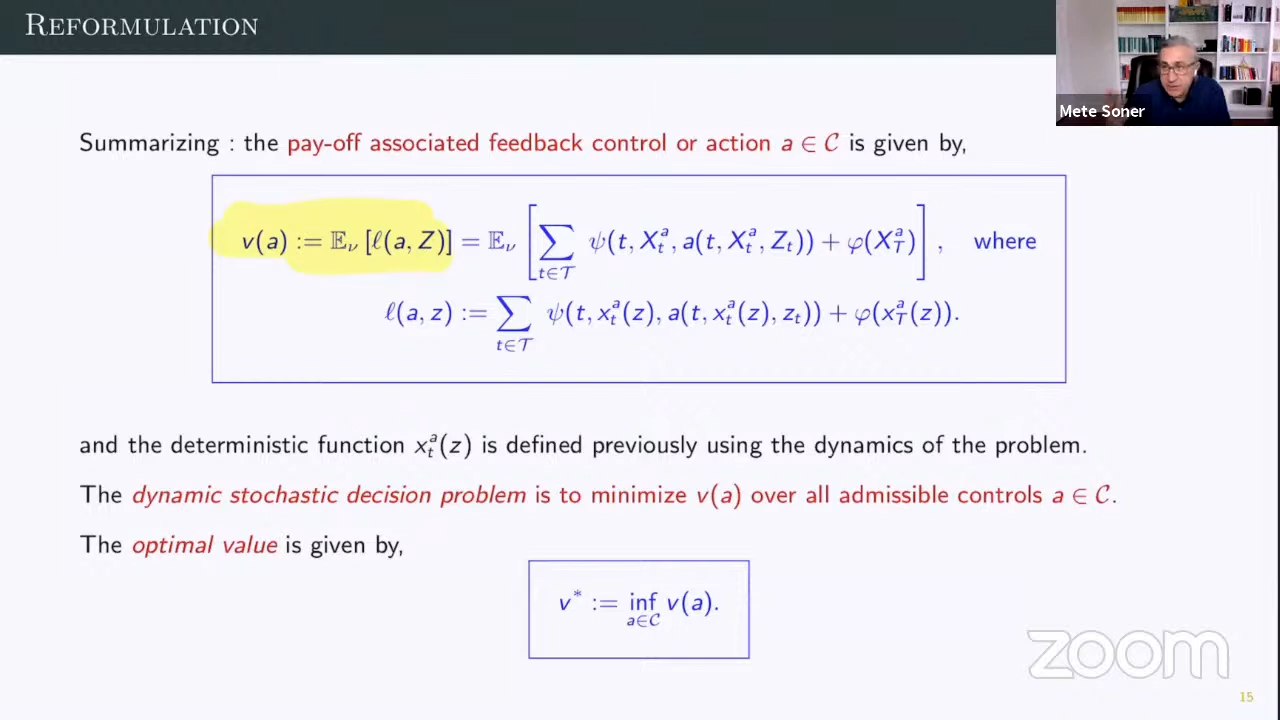 REFORMULATION
Mete Soner
Summarizing : the pay-off associated feedback control or action a ∈ 𝒞 is given by,
v(a) := 𝔼_ν [ℓ(a, Z)] = 𝔼_ν [ ∑_{t∈𝒯} ψ(t, X_t^a, a(t, X_t^a, Z_t)) + φ(X_T^a) ] , where
ℓ(a, z) := ∑_{t∈𝒯} ψ(t, x_t^a(z), a(t, x_t^a(z), z_t)) + φ(x_T^a(z)).
and the deterministic function x_t^a(z) is defined previously using the dynamics of the problem.
The dynamic stochastic decision problem is to minimize v(a) over all admissible controls a ∈ 𝒞.
The optimal value is given by,
v* := inf_{a∈𝒞} v(a).
zoom
15